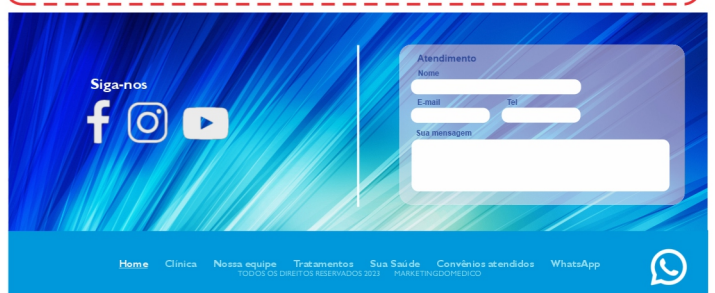 Siga-nos
Atendimento
Nome
E-mail Tel
Sua mensagem
Home Clínica Nossa equipe Tratamentos Sua Saúde Convênios atendidos WhatsApp
TODOS OS DIREITOS RESERVADOS 2023 MARKETINGDOMEDICO